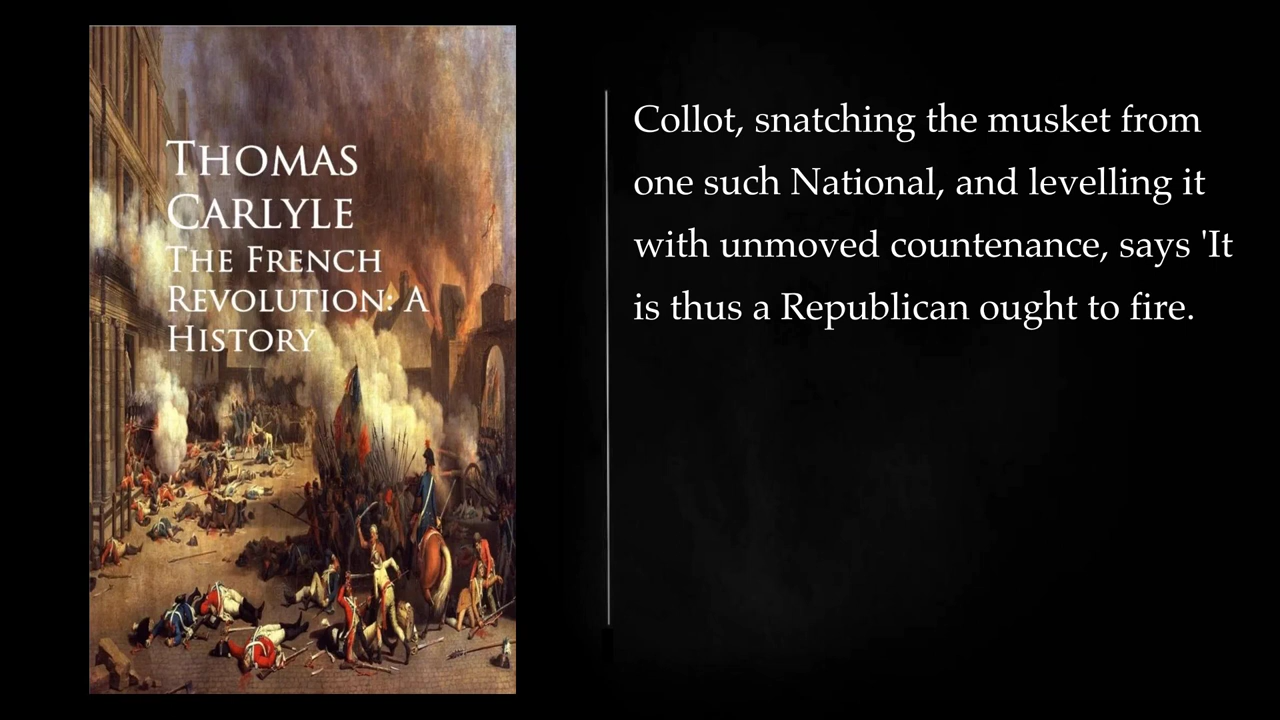 THOMAS
CARLYLE
THE FRENCH
REVOLUTION: A
HISTORY
Collot, snatching the musket from
one such National, and levelling it
with unmoved countenance, says 'It
is thus a Republican ought to fire.